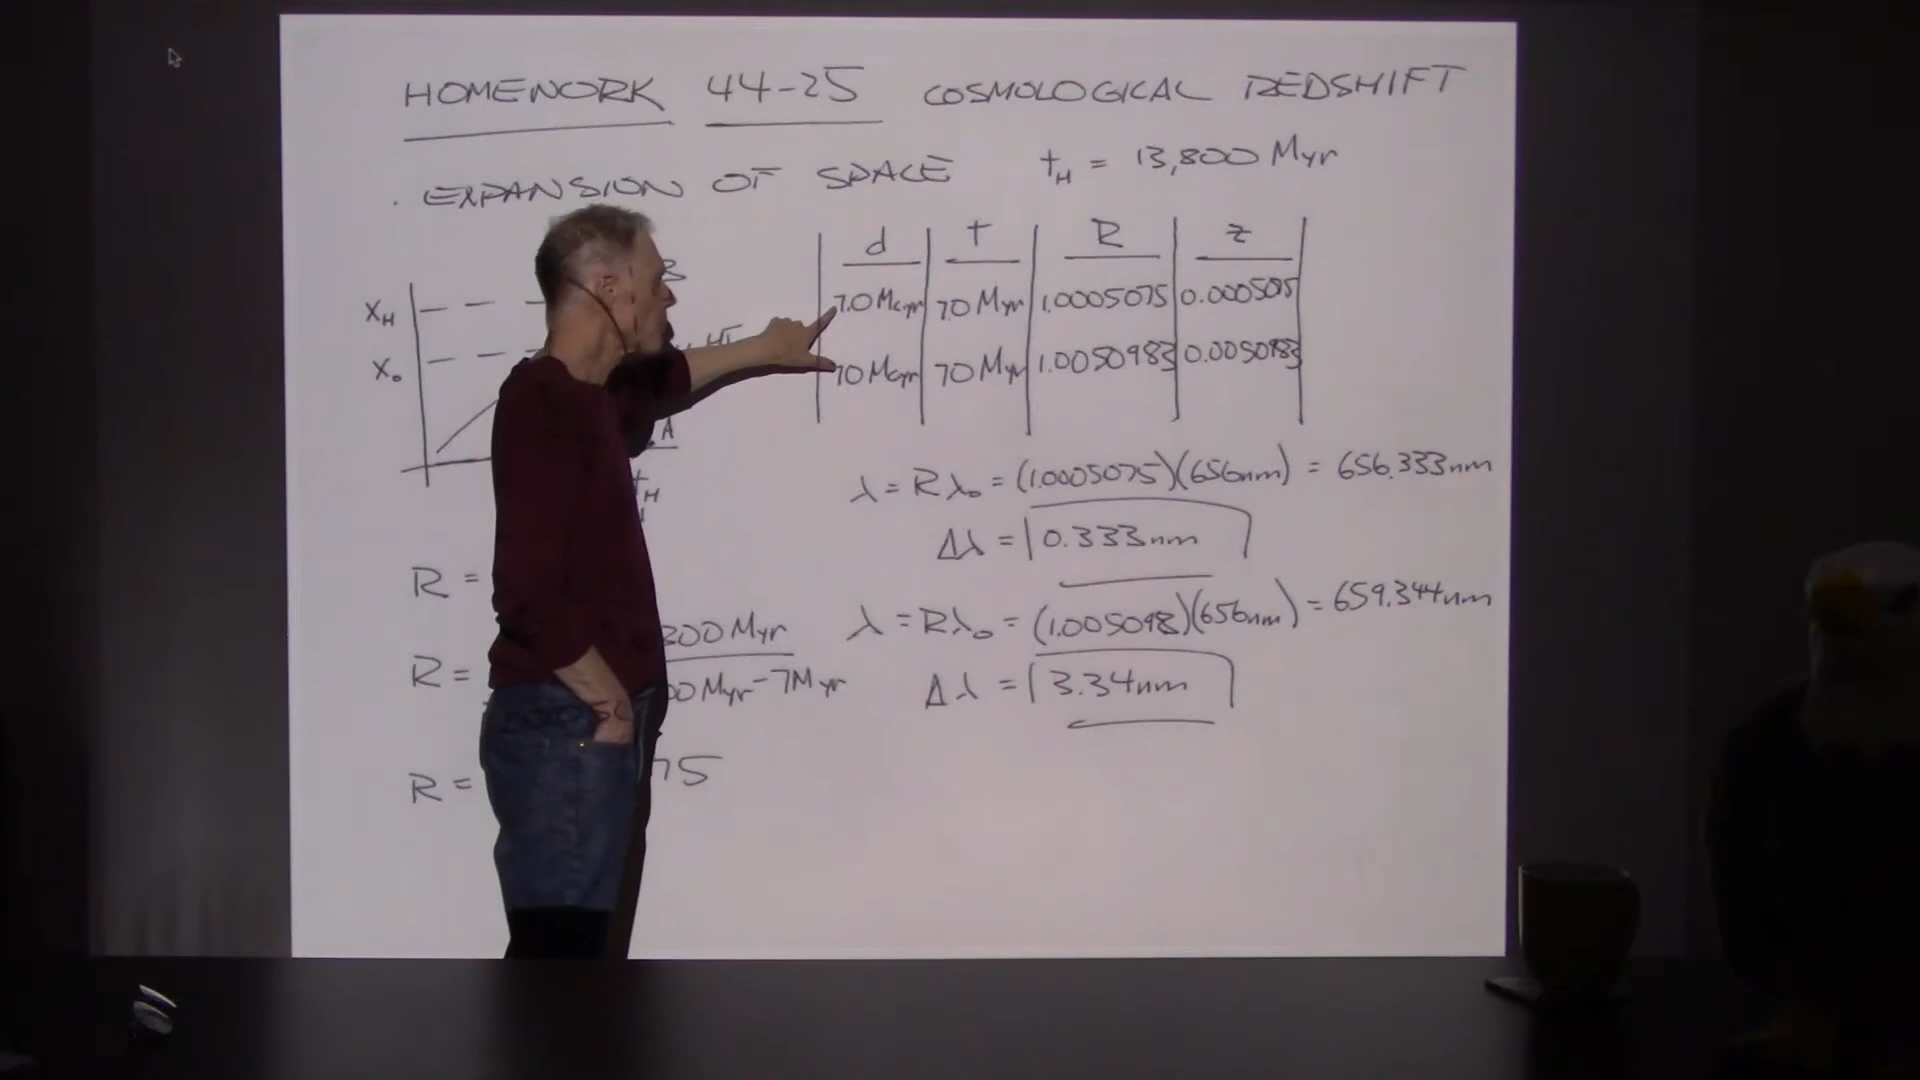 HOMEWORK 44-25 COSMOLOGICAL REDSHIFT
. EXPANSION OF SPACE t_H = 13,800 Myr
d t R z
7.0 Mcyr 7.0 Myr 1.0005075 0.0005075
70 Mcyr 70 Myr 1.0050983 0.0050983
X_H
X_o
A
t_H
λ = Rλ_o = (1.0005075)(656nm) = 656.333nm
Δλ = 0.333nm
λ = Rλ_o = (1.005098)(656nm) = 659.344nm
Δλ = 3.34nm
R =
R = 800 Myr
00 Myr - 7Myr
R = 75